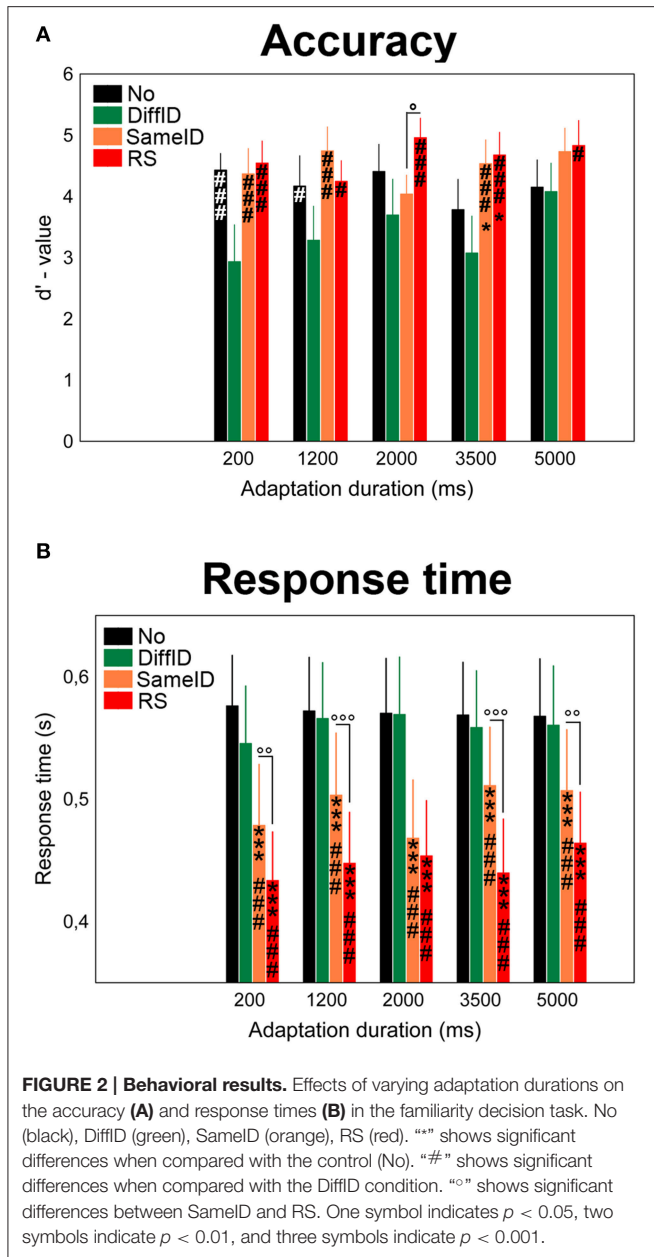 A
Accuracy
6
5
4
3
2
1
0
d' - value
No
DiffID
SameID
RS
###
###
###
#
###
#
°
###
### *
### *
#
200 1200 2000 3500 5000
Adaptation duration (ms)
B
Response time
No
DiffID
SameID
RS
0,6
0,5
0,4
Response time (s)
°°
°°°
°°°
°°
*** ###
*** ###
*** ###
*** ###
*** ###
*** ###
*** ###
*** ###
*** ###
*** ###
200 1200 2000 3500 5000
Adaptation duration (ms)
FIGURE 2 | Behavioral results. Effects of varying adaptation durations on
the accuracy (A) and response times (B) in the familiarity decision task. No
(black), DiffID (green), SameID (orange), RS (red). “*” shows significant
differences when compared with the control (No). “#” shows significant
differences when compared with the DiffID condition. “°” shows significant
differences between SameID and RS. One symbol indicates p < 0.05, two
symbols indicate p < 0.01, and three symbols indicate p < 0.001.